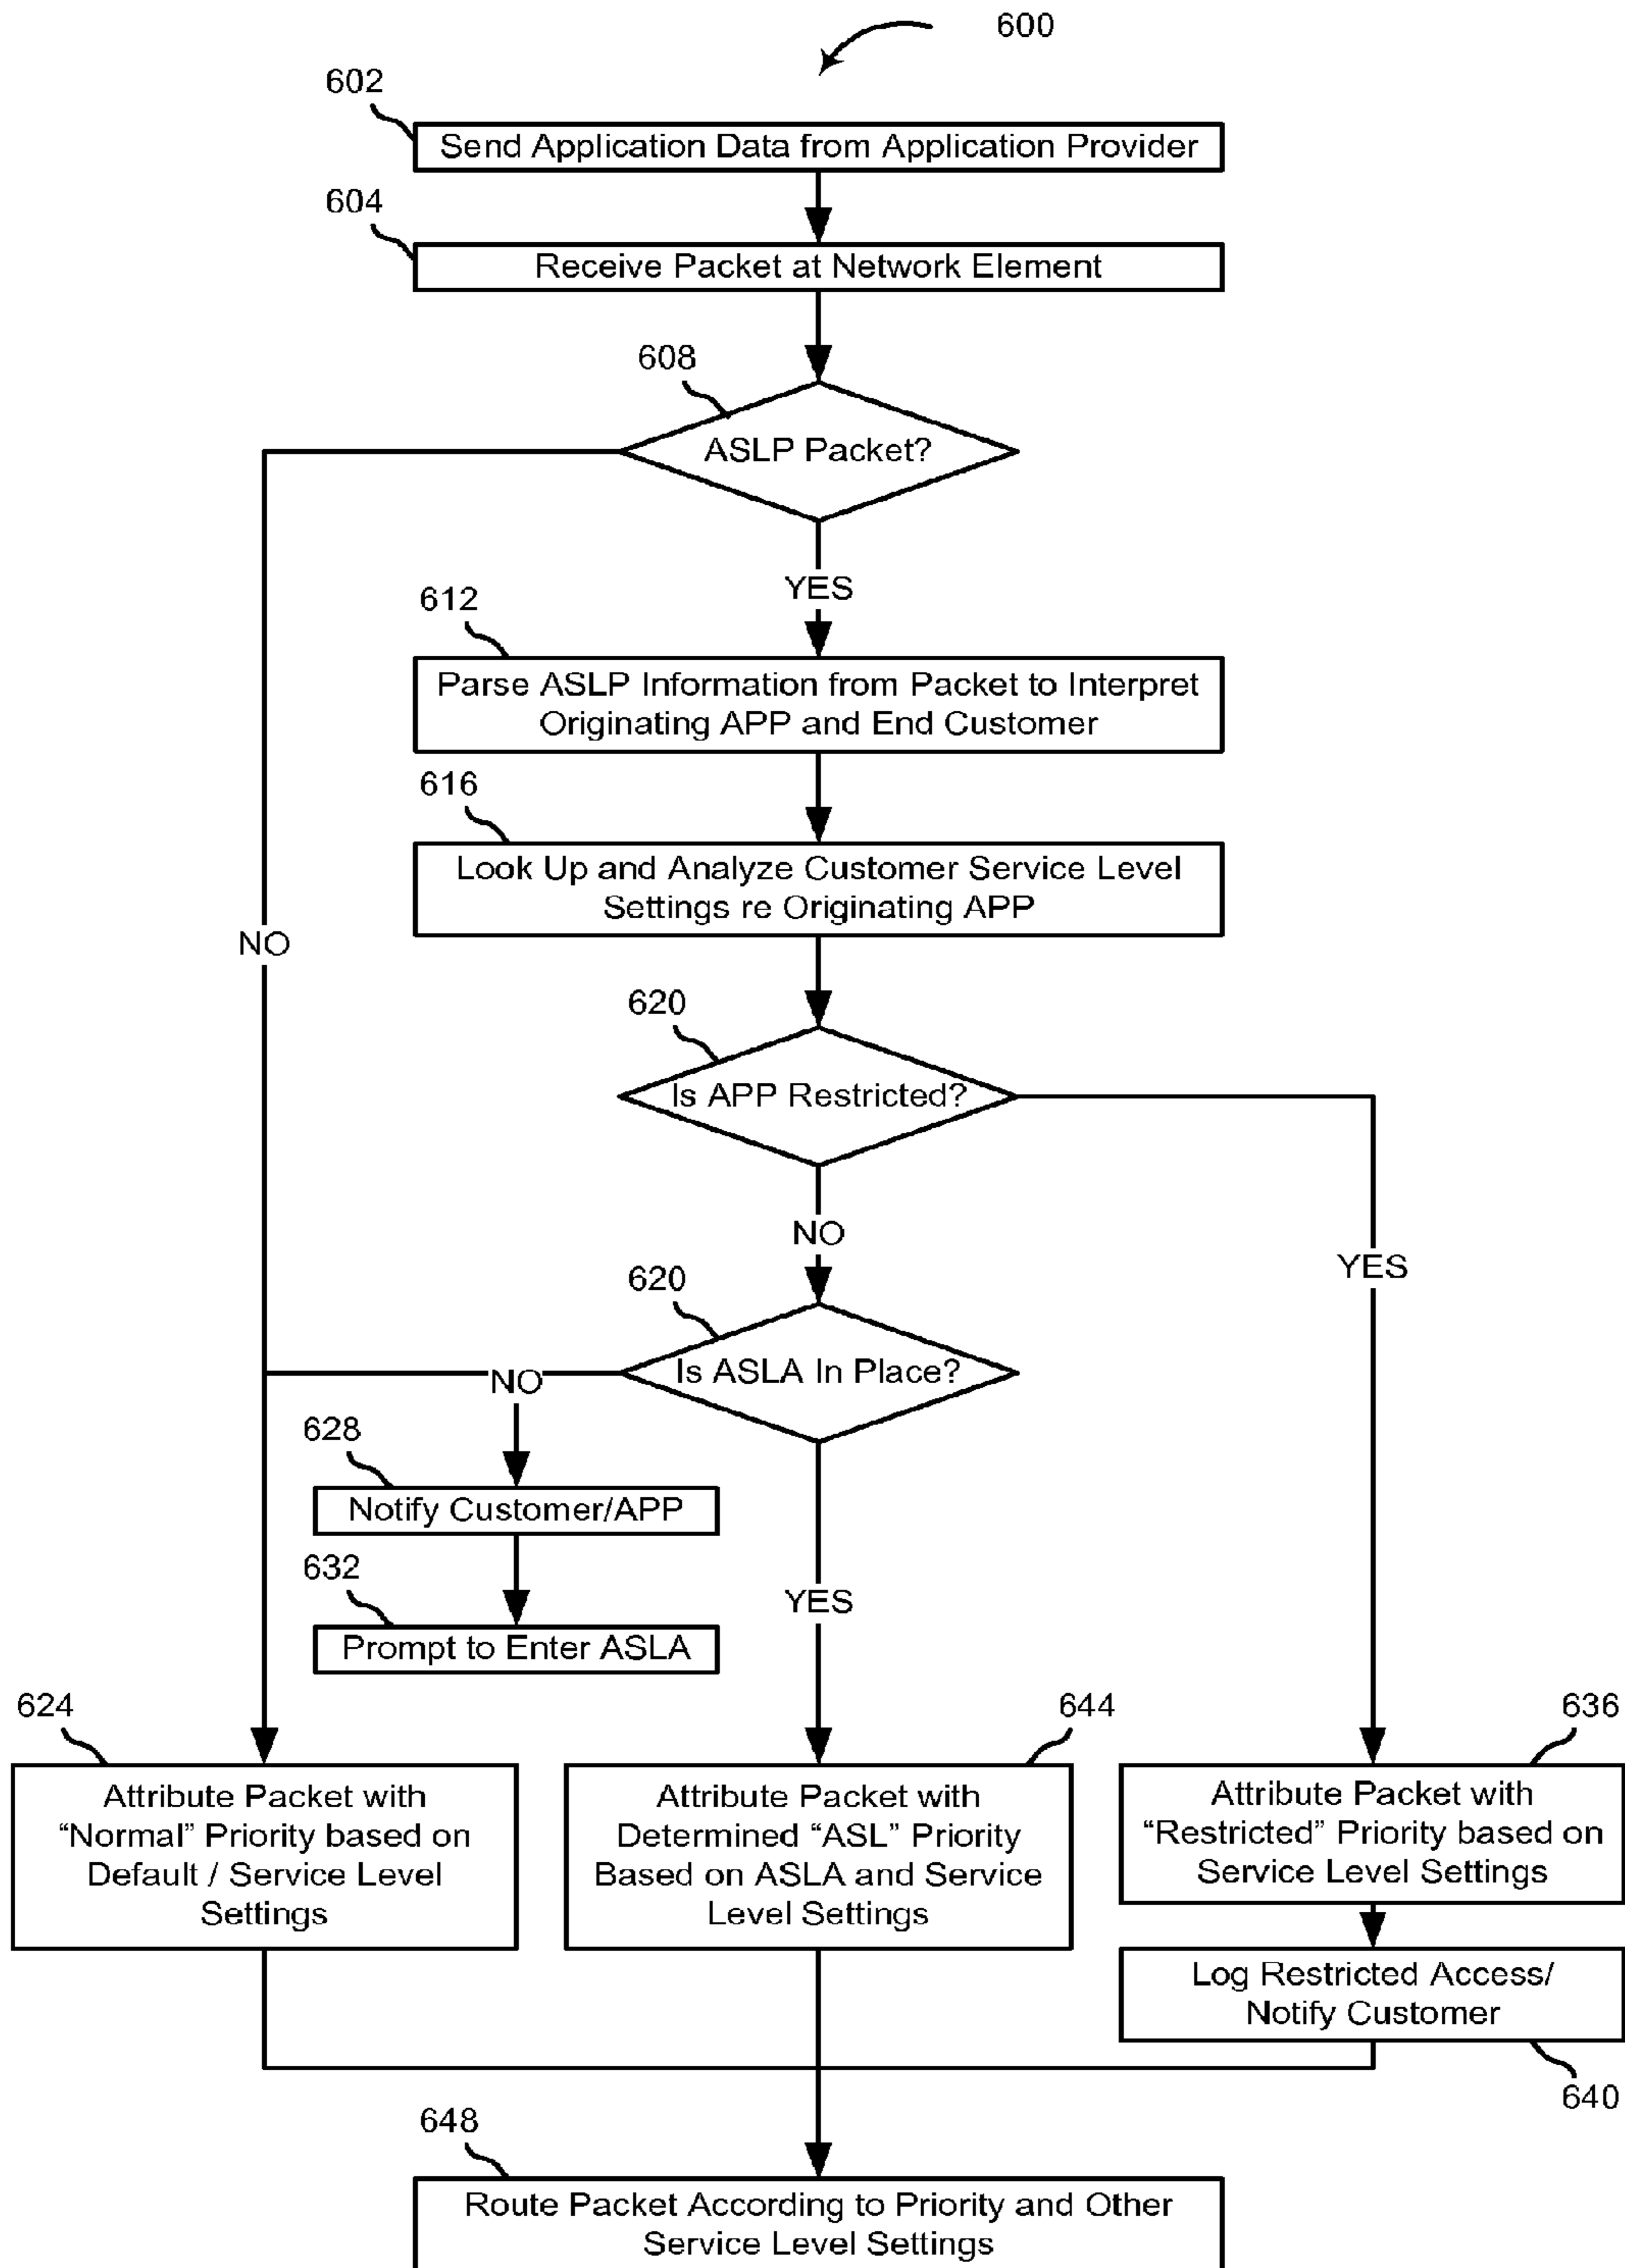 600
602
Send Application Data from Application Provider
604
Receive Packet at Network Element
608
ASLP Packet?
YES
612
Parse ASLP Information from Packet to Interpret
Originating APP and End Customer
616
Look Up and Analyze Customer Service Level
Settings re Originating APP
NO
620
Is APP Restricted?
NO
YES
620
Is ASLA In Place?
NO
628
Notify Customer/APP
632
Prompt to Enter ASLA
YES
624
Attribute Packet with
“Normal” Priority based on
Default / Service Level
Settings
644
Attribute Packet with
Determined “ASL” Priority
Based on ASLA and Service
Level Settings
636
Attribute Packet with
“Restricted” Priority based on
Service Level Settings
Log Restricted Access/
Notify Customer
640
648
Route Packet According to Priority and Other
Service Level Settings